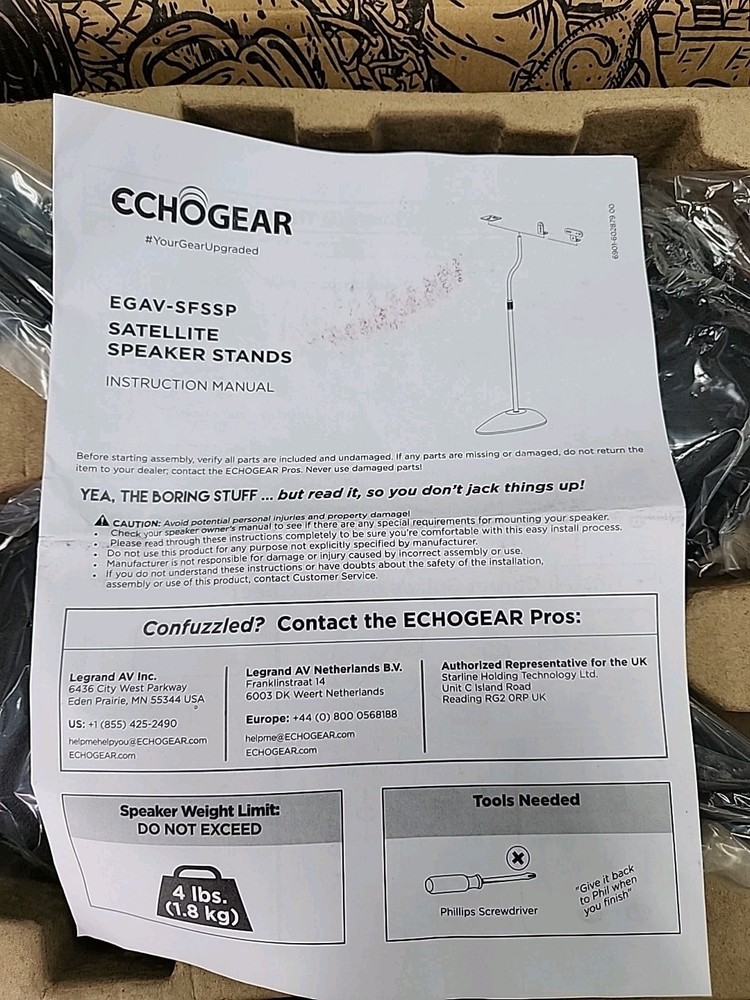 ECHOGEAR
#YourGearUpgraded
6901-602879 00
EGAV-SFSSP
SATELLITE
SPEAKER STANDS
INSTRUCTION MANUAL
Before starting assembly, verify all parts are included and undamaged. If any parts are missing or damaged, do not return the
item to your dealer; contact the ECHOGEAR Pros. Never use damaged parts!
YEA, THE BORING STUFF ... but read it, so you don't jack things up!
CAUTION: Avoid potential personal injuries and property damage!
• Check your speaker owner's manual to see if there are any special requirements for mounting your speaker.
• Please read through these instructions completely to be sure you're comfortable with this easy install process.
• Do not use this product for any purpose not explicitly specified by manufacturer.
• Manufacturer is not responsible for damage or injury caused by incorrect assembly or use.
• If you do not understand these instructions or have doubts about the safety of the installation,
assembly or use of this product, contact Customer Service.
Confuzzled? Contact the ECHOGEAR Pros:
Legrand AV Inc.
6436 City West Parkway
Eden Prairie, MN 55344 USA
US: +1 (855) 425-2490
helpmehelpyou@ECHOGEAR.com
ECHOGEAR.com
Legrand AV Netherlands B.V.
Franklinstraat 14
6003 DK Weert Netherlands
Europe: +44 (0) 800 0568188
helpme@ECHOGEAR.com
ECHOGEAR.com
Authorized Representative for the UK
Starline Holding Technology Ltd.
Unit C Island Road
Reading RG2 0RP UK
Speaker Weight Limit:
DO NOT EXCEED
4 lbs.
(1.8 kg)
Tools Needed
Phillips Screwdriver
"Give it back
to Phil when
you finish"